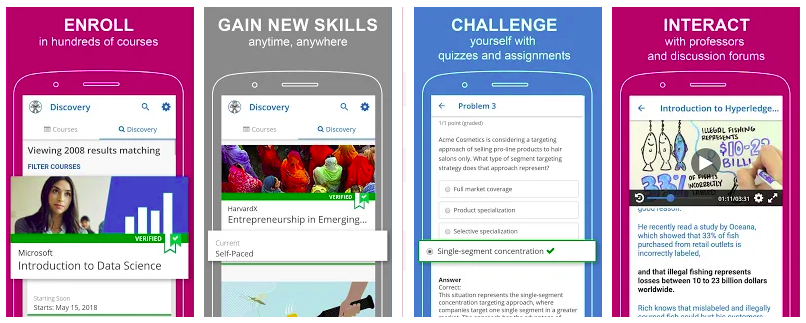 ENROLL
in hundreds of courses
Discovery
Courses
Discovery
Viewing 2008 results matching
FILTER COURSES
VERIFIED
Microsoft
Introduction to Data Science
Starting Soon
Starts: May 15, 2018
GAIN NEW SKILLS
anytime, anywhere
Discovery
Courses
Discovery
VERIFIED
HarvardX
Entrepreneurship in Emerging...
Current
Self-Paced
CHALLENGE
yourself with
quizzes and assignments
Problem 3
1/1 point (graded)
Acme Cosmetics is considering a targeting
approach of selling pro-line products to hair
salons only. What type of segment targeting
strategy does that approach represent?
Full market coverage
Product specialization
Selective specialization
Single-segment concentration
Answer
Correct:
This situation represents the single-segment
concentration targeting approach, where
companies target one single segment in a greater
INTERACT
with professors
and discussion forums
Introduction to Hyperledge...
ILLEGAL FISHING
REPRESENTS
$10-23
BILLI
33%
OF FISH
INCORRECTLY
LABELED,
01:11/03:31
good reason.
He recently read a study by Oceana,
which showed that 33% of fish
purchased from retail outlets is
incorrectly labeled,
and that illegal fishing represents
losses between 10 to 23 billion dollars
worldwide.
Rich knows that mislabeled and illegally